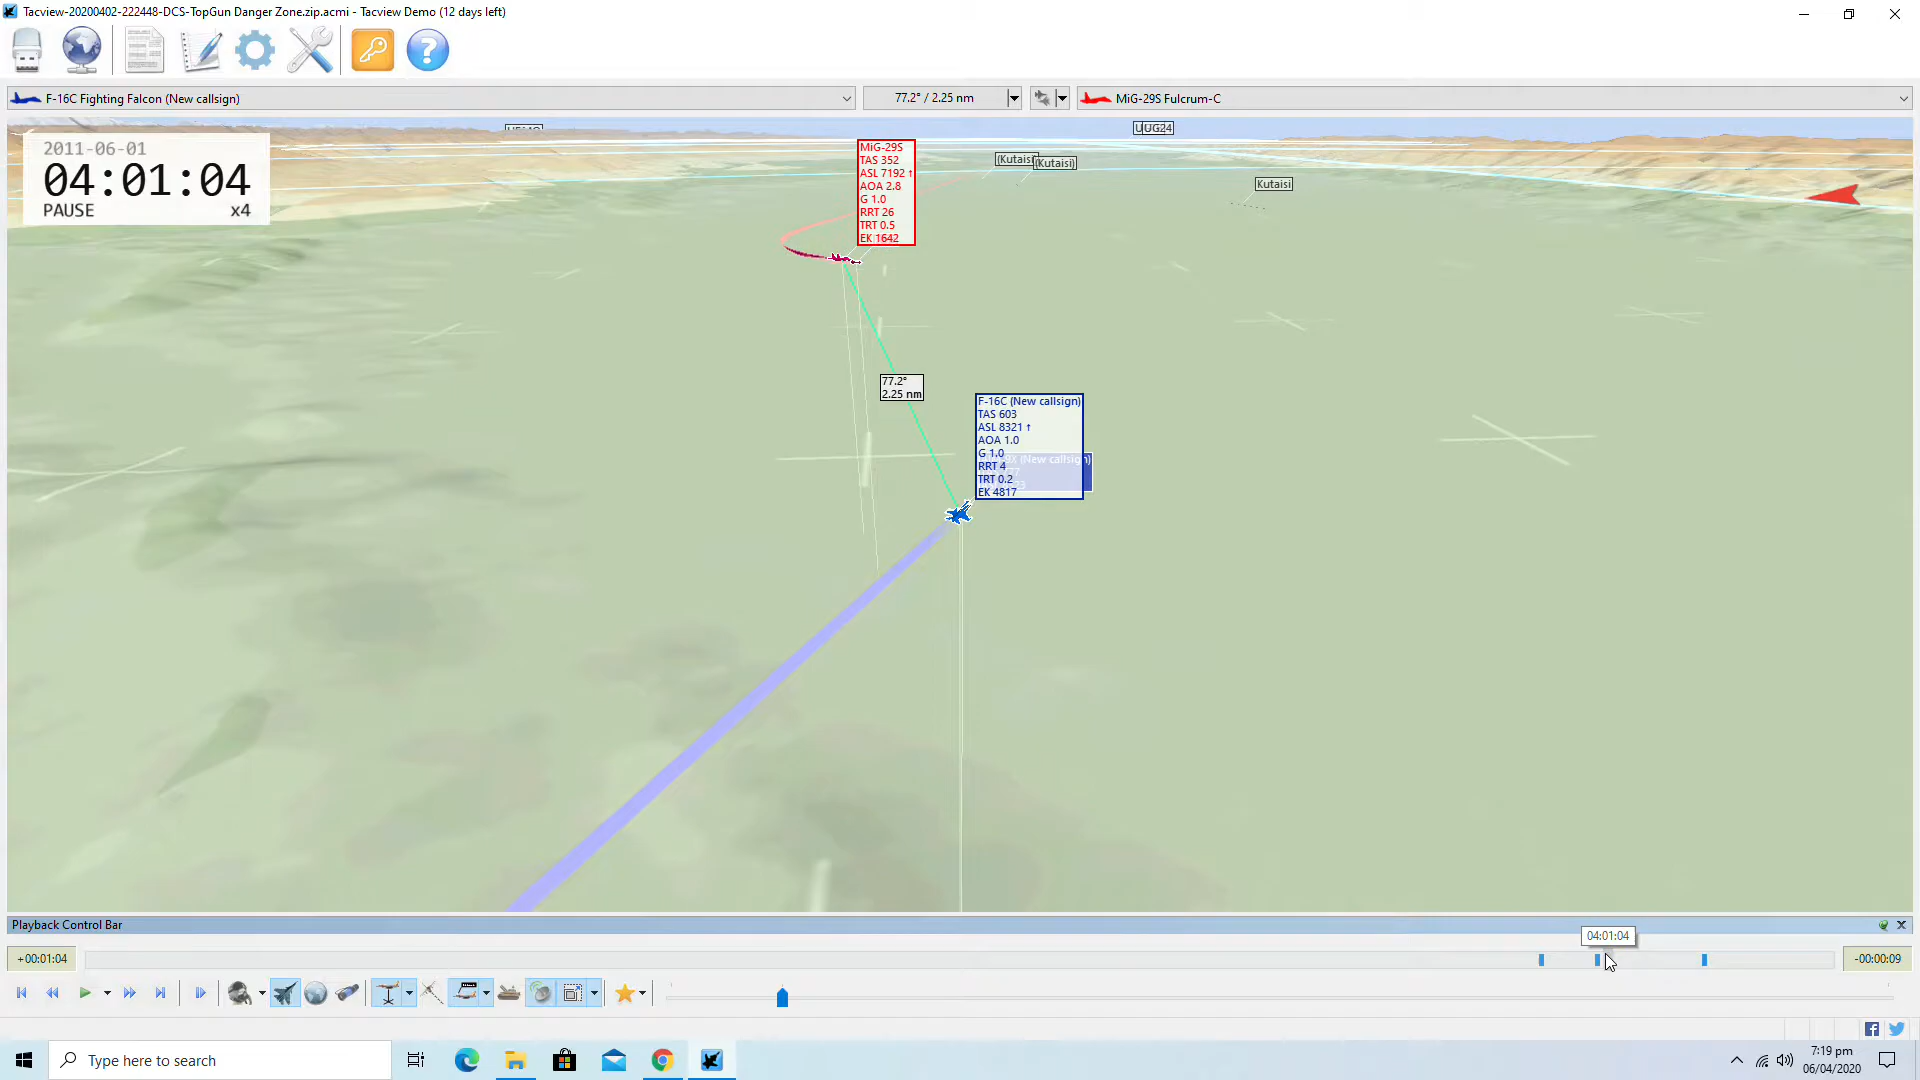 Tacview-20200402-222448-DCS-TopGun Danger Zone.zip.acmi - Tacview Demo (12 days left)
F-16C Fighting Falcon (New callsign)
77.2° / 2.25 nm
MiG-29S Fulcrum-C
2011-06-01
04:01:04
PAUSE x4
UUG24
(Kutaisi)
(Kutaisi)
Kutaisi
MiG-29S
TAS 352
ASL 7192 ↑
AOA 2.8
G 1.0
RRT 26
TRT 0.5
EK 1642
77.2°
2.25 nm
F-16C (New callsign)
TAS 603
ASL 8321 ↑
AOA 1.0
G 1.0
(New callsign)
RRT 4
TRT 0.2
EK 4817
Playback Control Bar
04:01:04
+00:01:04
-00:00:09
Type here to search
7:19 pm
06/04/2020